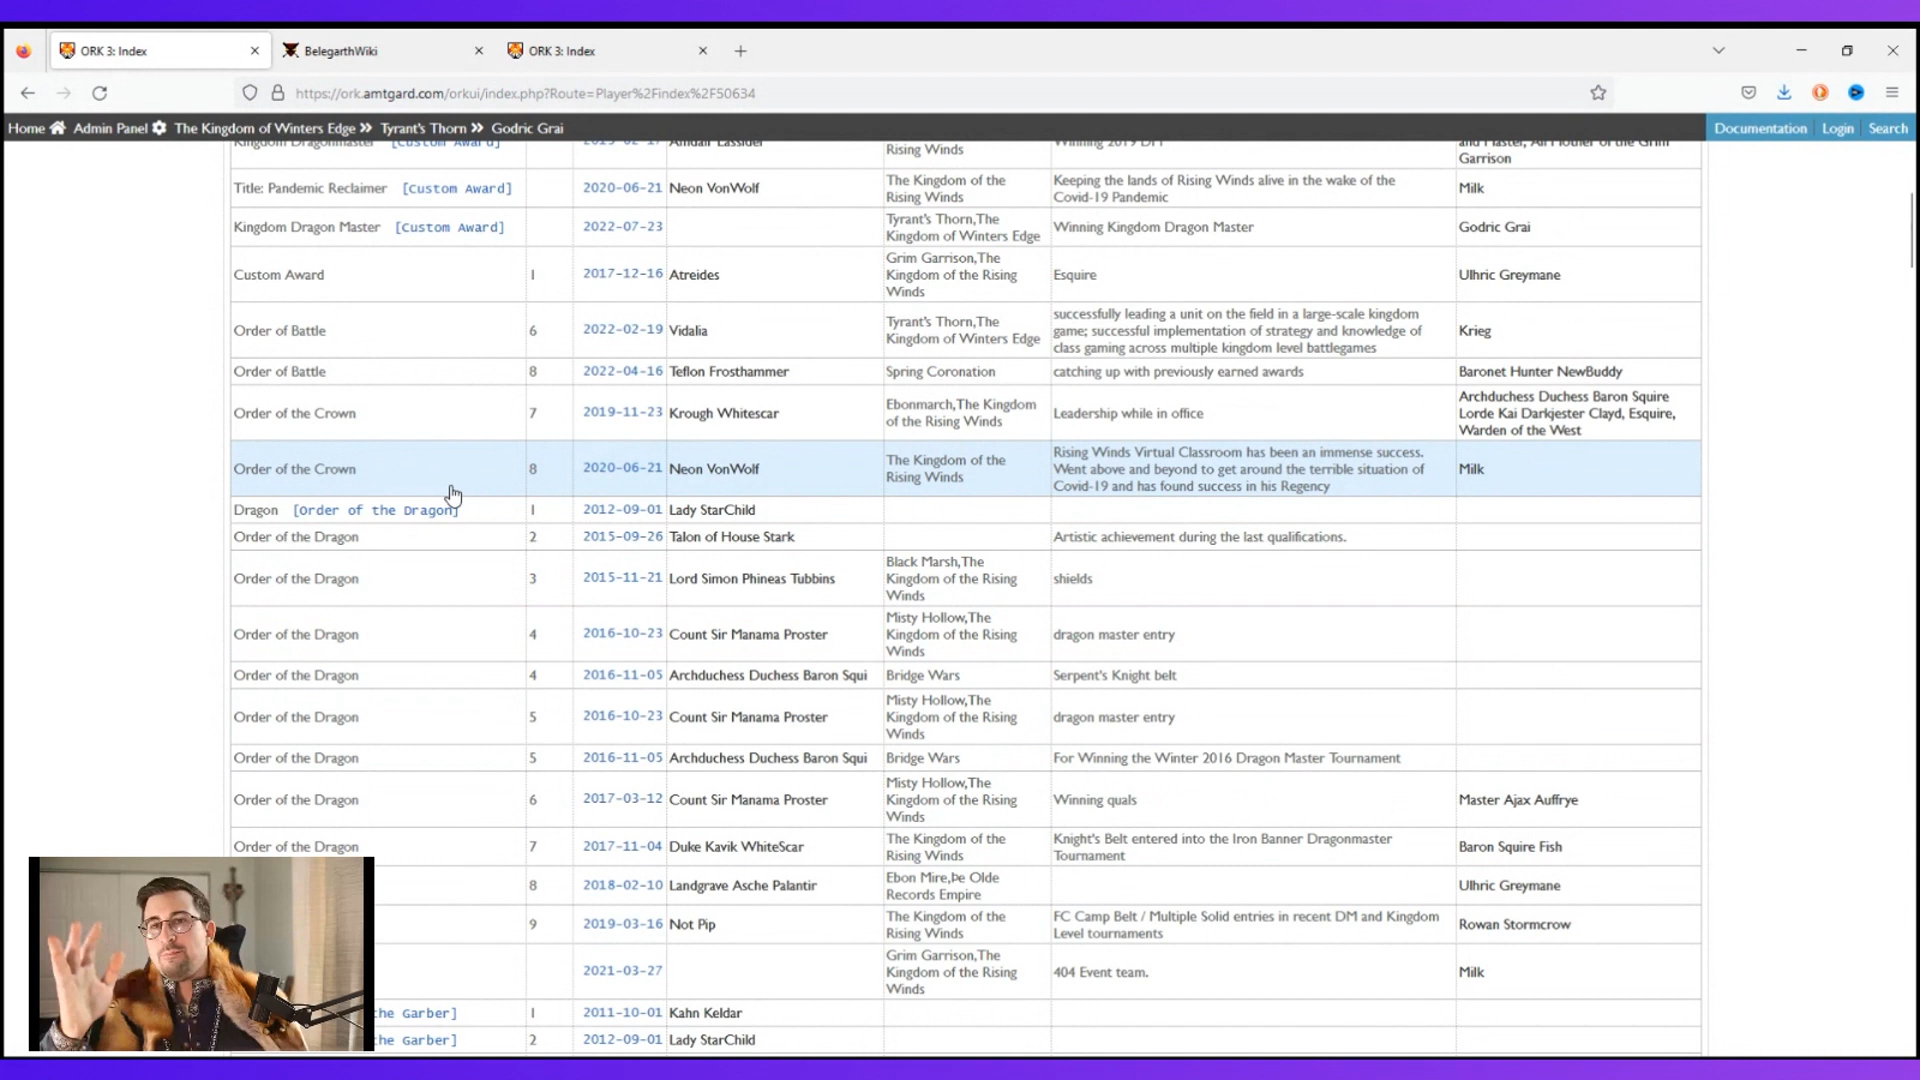 ORK 3: Index
BelegarthWiki
ORK 3: Index
https://ork.amtgard.com/orkui/index.php?Route=Player%2Findex%2F50634
Home Admin Panel The Kingdom of Winters Edge Tyrant's Thorn Godric Grai
Documentation Login Search
Kingdom Dragonmaster [Custom Award]
Rising Winds
and Master, All Mother of the Grim
Garrison
Title: Pandemic Reclaimer [Custom Award] 2020-06-21 Neon VonWolf
The Kingdom of the
Rising Winds
Keeping the lands of Rising Winds alive in the wake of the
Covid-19 Pandemic
Milk
Kingdom Dragon Master [Custom Award] 2022-07-23
Tyrant's Thorn,The
Kingdom of Winters Edge
Winning Kingdom Dragon Master
Godric Grai
Custom Award 1 2017-12-16 Atreides
Grim Garrison,The
Kingdom of the Rising
Winds
Esquire
Ulhric Greymane
Order of Battle 6 2022-02-19 Vidalia
Tyrant's Thorn,The
Kingdom of Winters Edge
successfully leading a unit on the field in a large-scale kingdom
game; successful implementation of strategy and knowledge of
class gaming across multiple kingdom level battlegames
Krieg
Order of Battle 8 2022-04-16 Teflon Frosthammer Spring Coronation catching up with previously earned awards Baronet Hunter NewBuddy
Order of the Crown 7 2019-11-23 Krough Whitescar
Ebonmarch,The Kingdom
of the Rising Winds
Leadership while in office
Archduchess Duchess Baron Squire
Lorde Kai Darkjester Clayd, Esquire,
Warden of the West
Order of the Crown 8 2020-06-21 Neon VonWolf
The Kingdom of the
Rising Winds
Rising Winds Virtual Classroom has been an immense success.
Went above and beyond to get around the terrible situation of
Covid-19 and has found success in his Regency
Milk
Dragon [Order of the Dragon] 1 2012-09-01 Lady StarChild
Order of the Dragon 2 2015-09-26 Talon of House Stark Artistic achievement during the last qualifications.
Order of the Dragon 3 2015-11-21 Lord Simon Phineas Tubbins
Black Marsh,The
Kingdom of the Rising
Winds
shields
Order of the Dragon 4 2016-10-23 Count Sir Manama Proster
Misty Hollow,The
Kingdom of the Rising
Winds
dragon master entry
Order of the Dragon 4 2016-11-05 Archduchess Duchess Baron Squi Bridge Wars Serpent's Knight belt
Order of the Dragon 5 2016-10-23 Count Sir Manama Proster
Misty Hollow,The
Kingdom of the Rising
Winds
dragon master entry
Order of the Dragon 5 2016-11-05 Archduchess Duchess Baron Squi Bridge Wars For Winning the Winter 2016 Dragon Master Tournament
Order of the Dragon 6 2017-03-12 Count Sir Manama Proster
Misty Hollow,The
Kingdom of the Rising
Winds
Winning quals
Master Ajax Auffrye
Order of the Dragon 7 2017-11-04 Duke Kavik WhiteScar
The Kingdom of the
Rising Winds
Knight's Belt entered into the Iron Banner Dragonmaster
Tournament
Baron Squire Fish
8 2018-02-10 Landgrave Asche Palantir
Ebon Mire,Þe Olde
Records Empire
Ulhric Greymane
9 2019-03-16 Not Pip
The Kingdom of the
Rising Winds
FC Camp Belt / Multiple Solid entries in recent DM and Kingdom
Level tournaments
Rowan Stormcrow
2021-03-27
Grim Garrison,The
Kingdom of the Rising
Winds
404 Event team.
Milk
he Garber] 1 2011-10-01 Kahn Keldar
he Garber] 2 2012-09-01 Lady StarChild